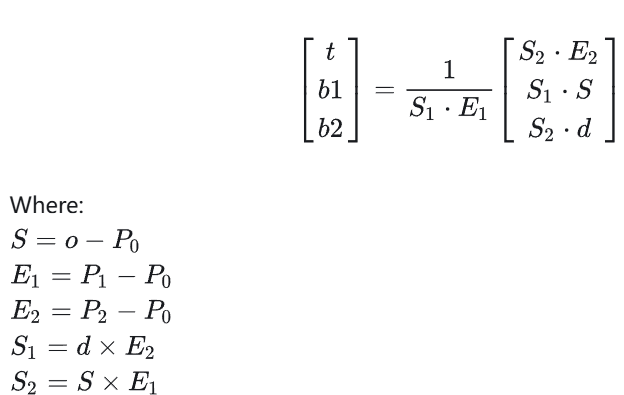 [t b1 b2] = 1 / (S₁ · E₁) [S₂ · E₂ S₁ · S S₂ · d]
Where:
S = o − P₀
E₁ = P₁ − P₀
E₂ = P₂ − P₀
S₁ = d × E₂
S₂ = S × E₁